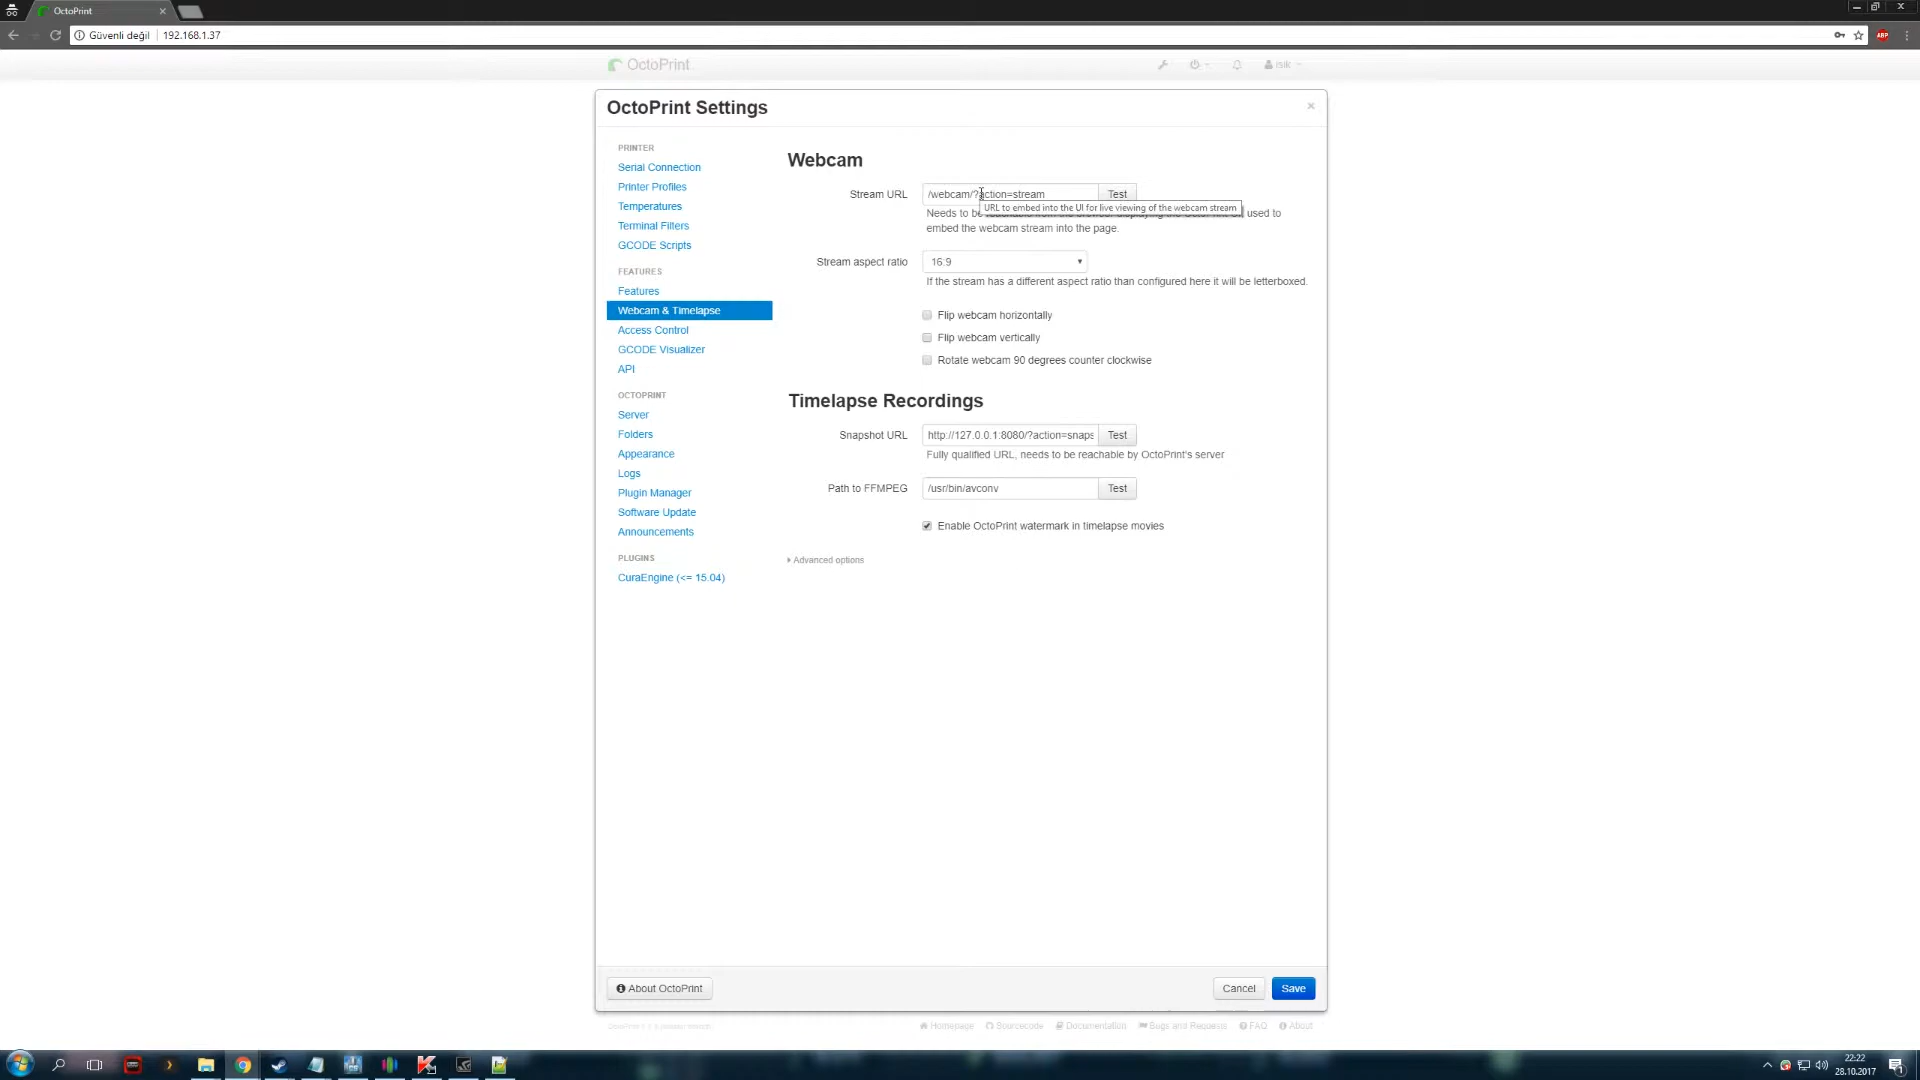 OctoPrint
Güvenli değil
192.168.1.37
ABP
OctoPrint
isik
OctoPrint Settings
×
PRINTER
Serial Connection
Printer Profiles
Temperatures
Terminal Filters
GCODE Scripts
FEATURES
Features
Webcam & Timelapse
Access Control
GCODE Visualizer
API
OCTOPRINT
Server
Folders
Appearance
Logs
Plugin Manager
Software Update
Announcements
PLUGINS
CuraEngine (<= 15.04)
Webcam
Stream URL
/webcam/?action=stream
Test
URL to embed into the UI for live viewing of the webcam stream
Needs to be
used to
embed the webcam stream into the page.
Stream aspect ratio
16:9
If the stream has a different aspect ratio than configured here it will be letterboxed.
Flip webcam horizontally
Flip webcam vertically
Rotate webcam 90 degrees counter clockwise
Timelapse Recordings
Snapshot URL
http://127.0.0.1:8080/?action=snaps
Test
Fully qualified URL, needs to be reachable by OctoPrint's server
Path to FFMPEG
/usr/bin/avconv
Test
Enable OctoPrint watermark in timelapse movies
Advanced options
About OctoPrint
Cancel
Save
Homepage
Sourcecode
Documentation
Bugs and Requests
FAQ
About
22:22
28.10.2017